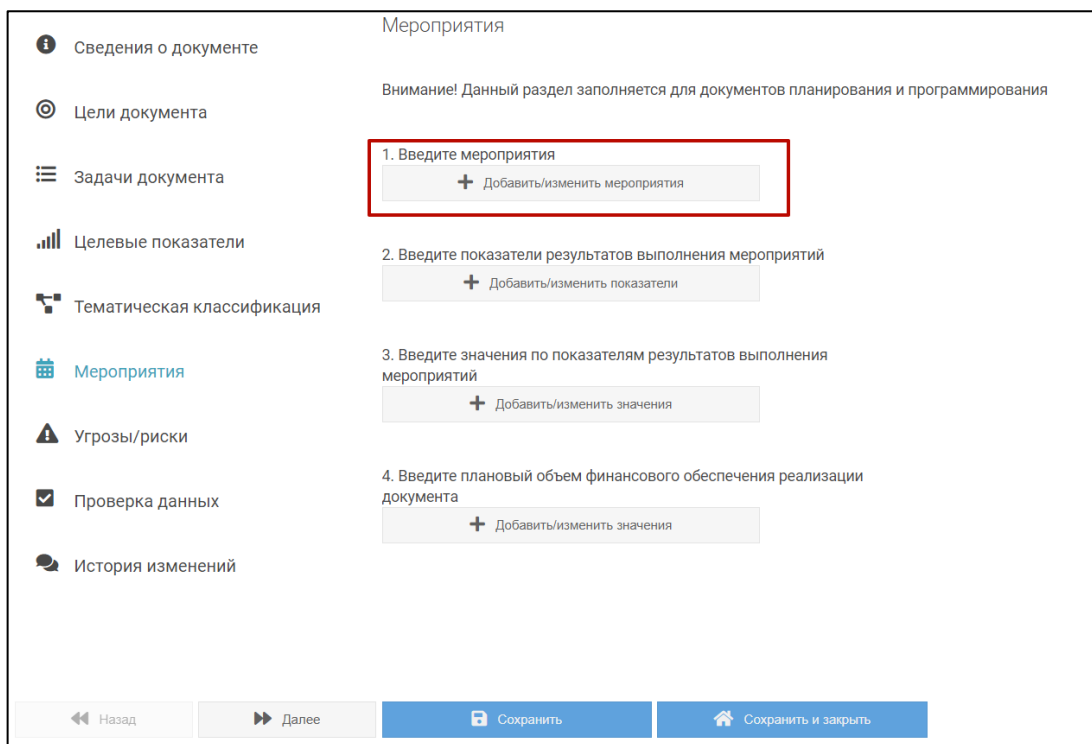 Сведения о документе
Цели документа
Задачи документа
Целевые показатели
Тематическая классификация
Мероприятия
Угрозы/риски
Проверка данных
История изменений
Мероприятия
Внимание! Данный раздел заполняется для документов планирования и программирования
1. Введите мероприятия
Добавить/изменить мероприятия
2. Введите показатели результатов выполнения мероприятий
Добавить/изменить показатели
3. Введите значения по показателям результатов выполнения
мероприятий
Добавить/изменить значения
4. Введите плановый объем финансового обеспечения реализации
документа
Добавить/изменить значения
Назад
Далее
Сохранить
Сохранить и закрыть